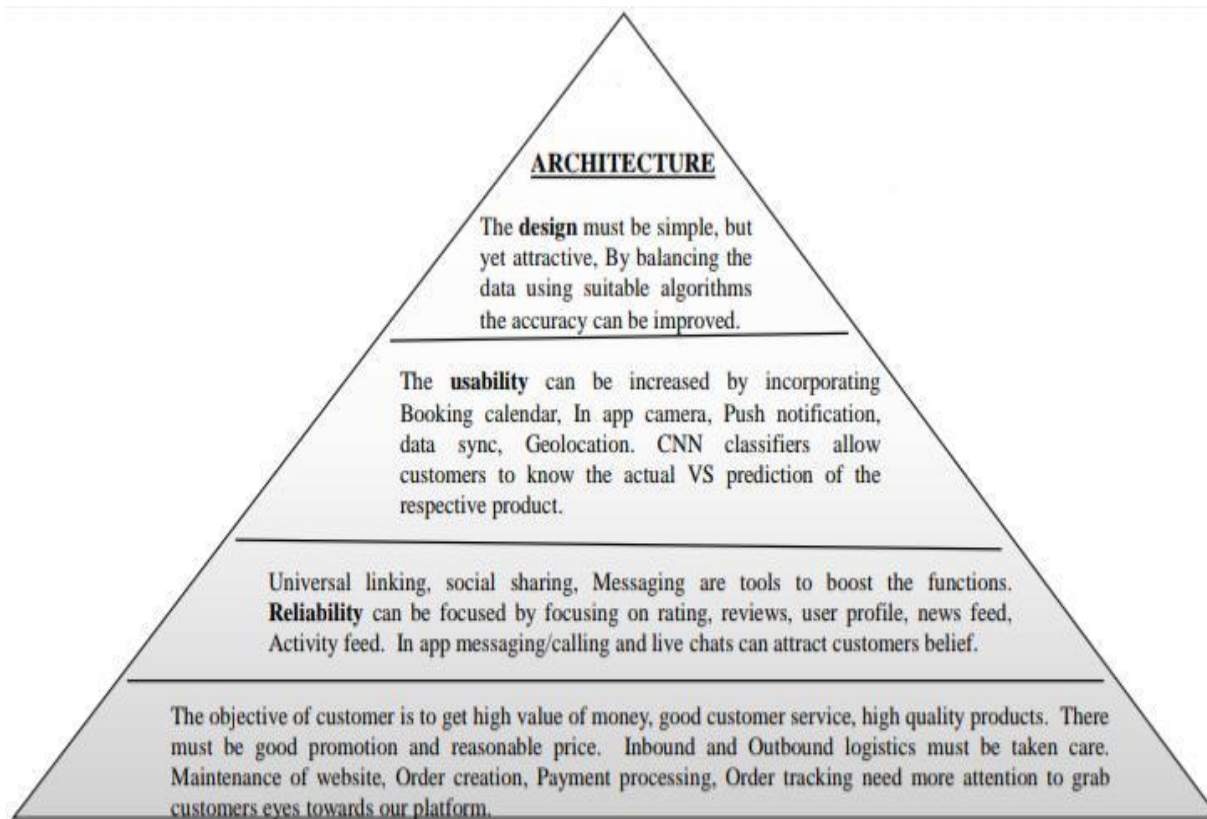 ARCHITECTURE
The design must be simple, but
yet attractive, By balancing the
data using suitable algorithms
the accuracy can be improved.
The usability can be increased by incorporating
Booking calendar, In app camera, Push notification,
data sync, Geolocation. CNN classifiers allow
customers to know the actual VS prediction of the
respective product.
Universal linking, social sharing, Messaging are tools to boost the functions.
Reliability can be focused by focusing on rating, reviews, user profile, news feed,
Activity feed. In app messaging/calling and live chats can attract customers belief.
The objective of customer is to get high value of money, good customer service, high quality products. There
must be good promotion and reasonable price. Inbound and Outbound logistics must be taken care.
Maintenance of website, Order creation, Payment processing, Order tracking need more attention to grab
customers eyes towards our platform.